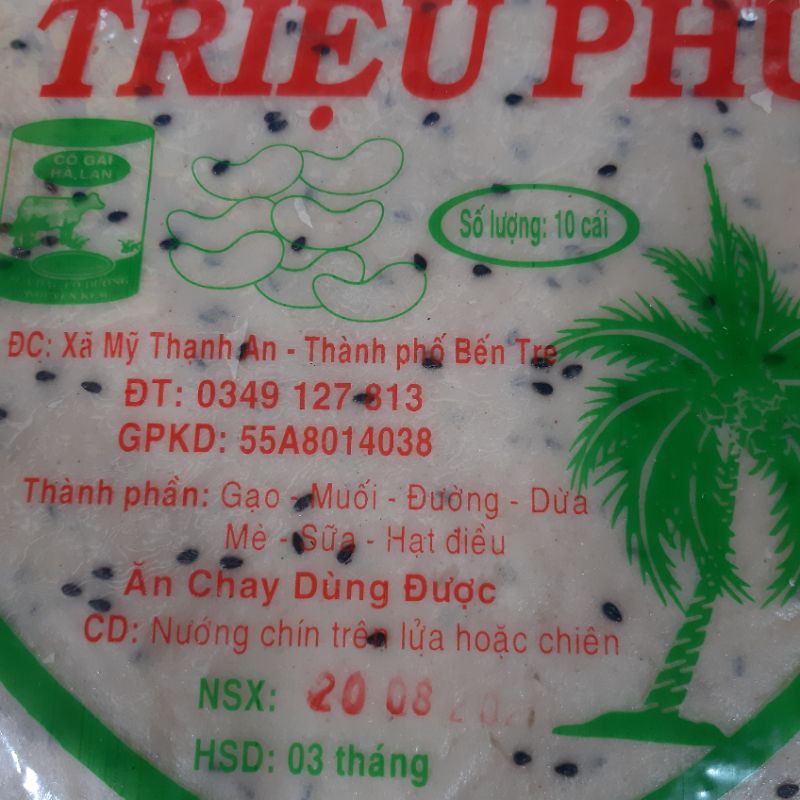 TRIỆU PHÚ
CÔ GÁI
HÀ LAN
Số lượng: 10 cái
ĐC: Xã Mỹ Thạnh An - Thành phố Bến Tre
ĐT: 0349 127 813
GPKD: 55A8014038
Thành phần: Gạo - Muối - Đường - Dừa
Mè - Sữa - Hạt điều
Ăn Chay Dùng Được
CD: Nướng chín trên lửa hoặc chiên
NSX: 20 08
HSD: 03 tháng